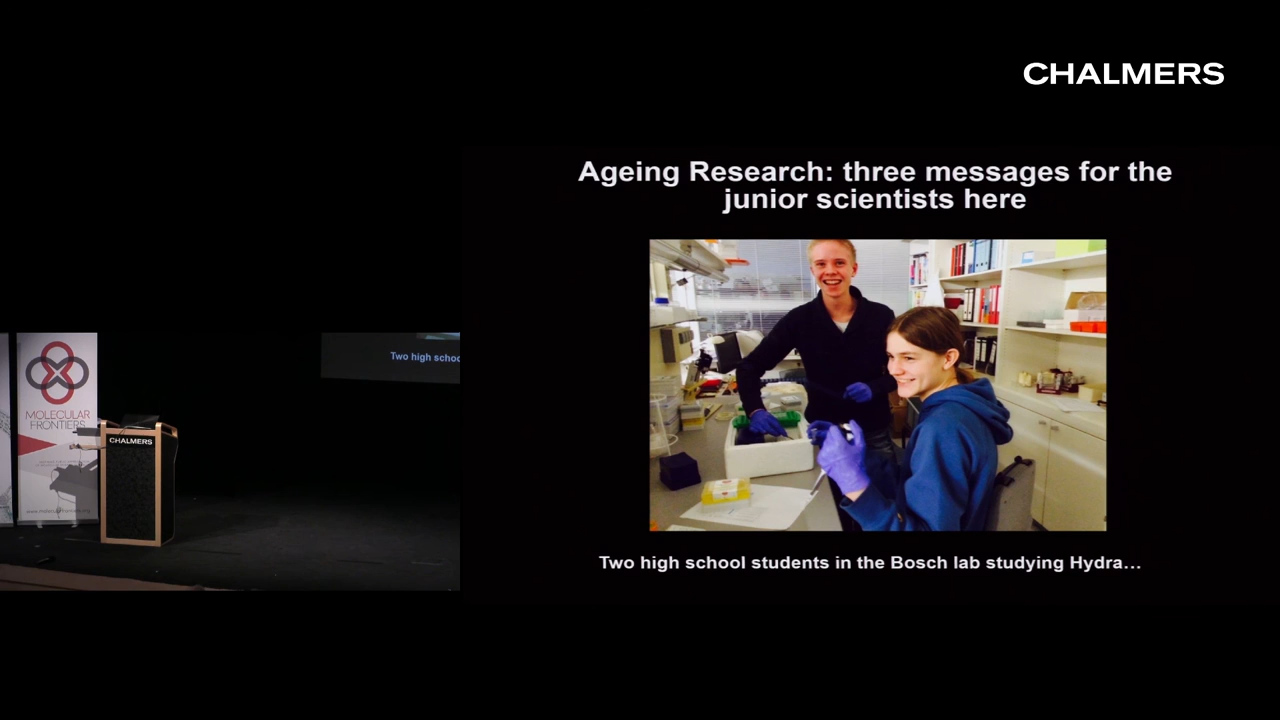 CHALMERS
Ageing Research: three messages for the
junior scientists here
Two high school students in the Bosch lab studying Hydra…
Two high schoo
MOLECULAR
FRONTIERS
CHALMERS